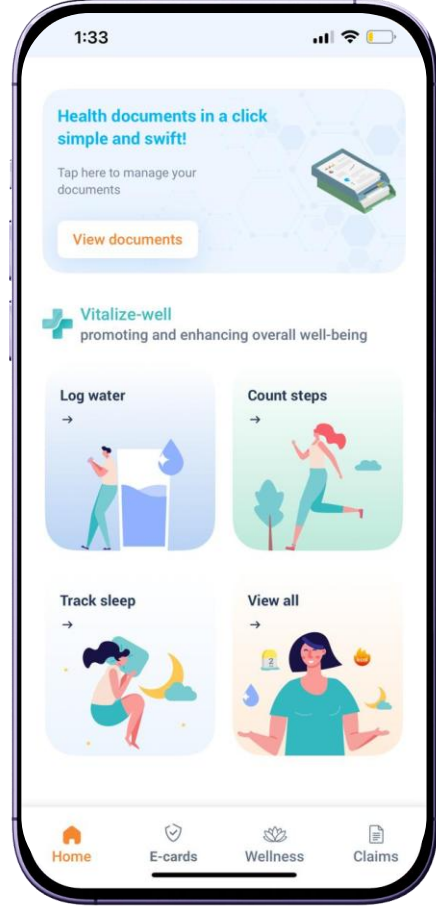 1:33
Health documents in a click
simple and swift!
Tap here to manage your
documents
View documents
Vitalize-well
promoting and enhancing overall well-being
Log water
→
Count steps
→
Track sleep
→
View all
→
2
Home
E-cards
Wellness
Claims